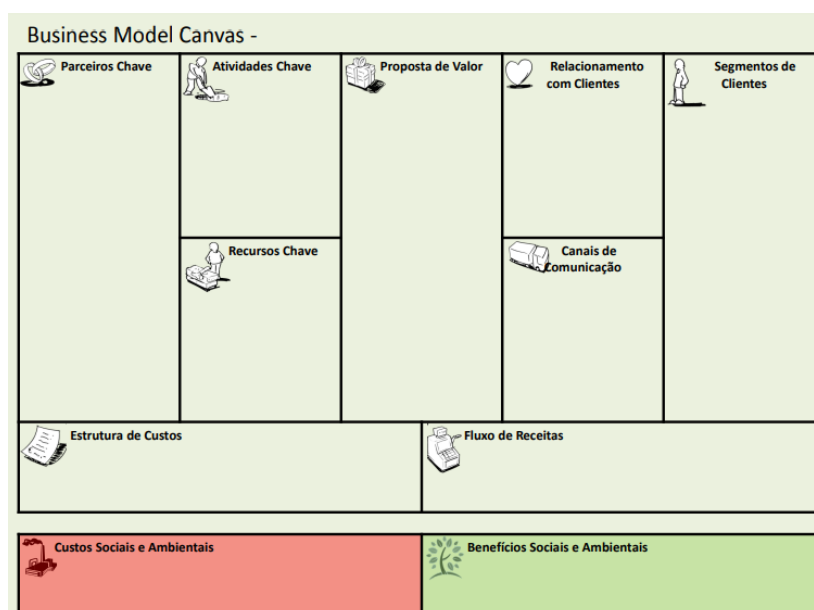 Business Model Canvas -
Parceiros Chave
Atividades Chave
Proposta de Valor
Relacionamento
com Clientes
Segmentos de
Clientes
Recursos Chave
Canais de
Comunicação
Estrutura de Custos
Fluxo de Receitas
Custos Sociais e Ambientais
Benefícios Sociais e Ambientais